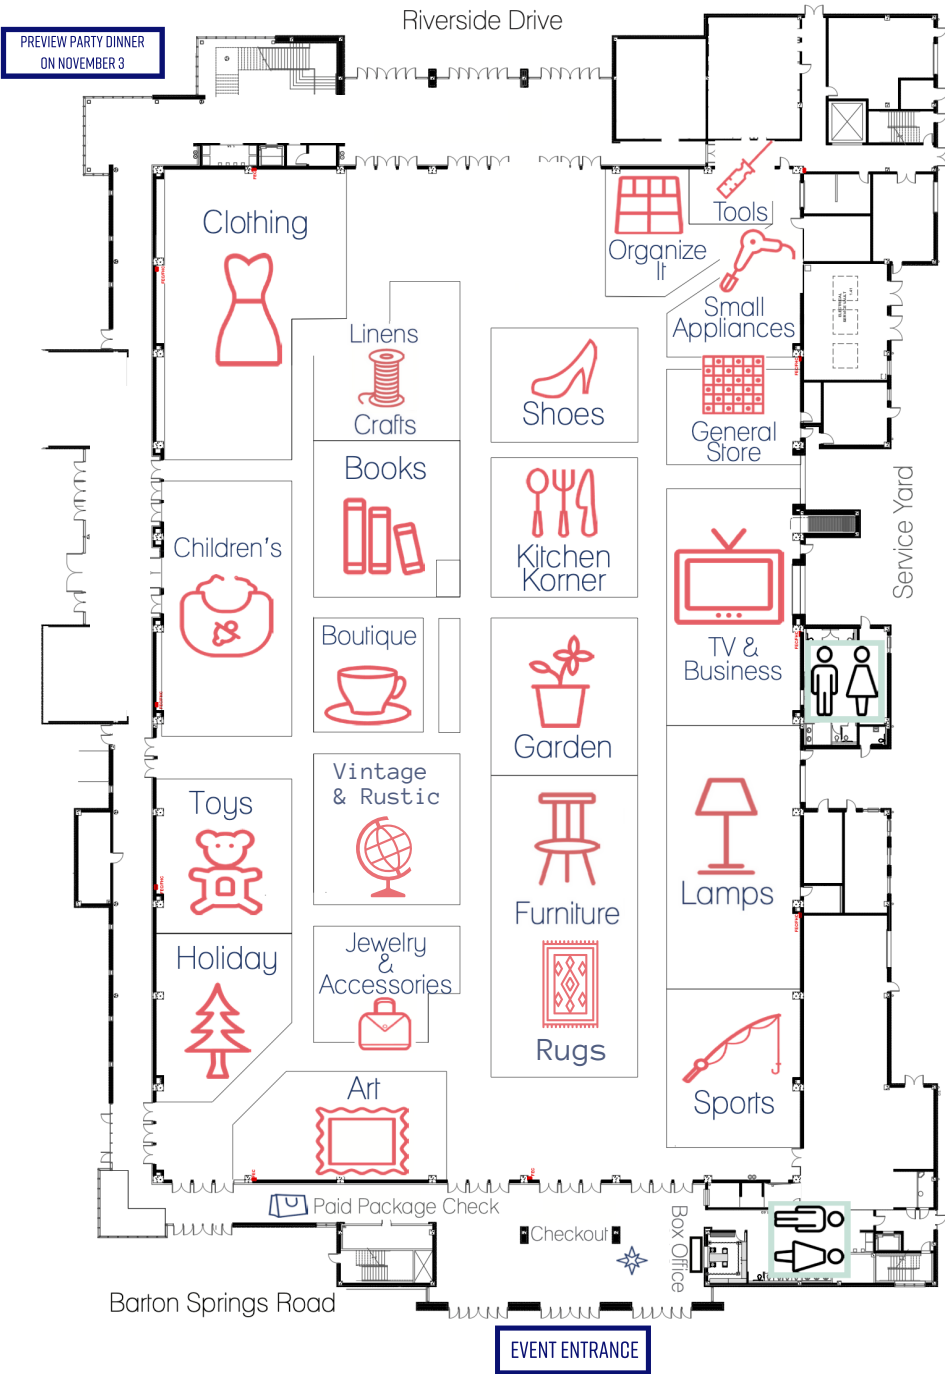 Riverside Drive
PREVIEW PARTY DINNER
ON NOVEMBER 3
Clothing
Tools
Organize
It
Small
Appliances
Linens
Crafts
Shoes
General
Store
Books
Kitchen
Korner
Service Yard
Children's
Boutique
TV &
Business
Garden
Vintage
& Rustic
Toys
Lamps
Furniture
Jewelry
&
Accessories
Holiday
Rugs
Sports
Art
Paid Package Check
Checkout
Box Office
Barton Springs Road
EVENT ENTRANCE